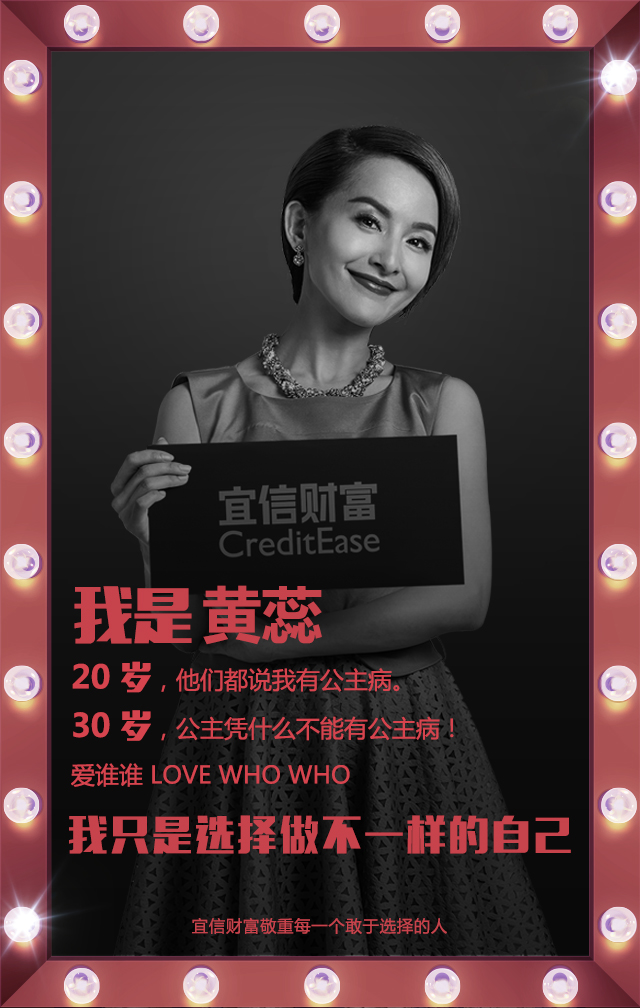 宜信财富
CreditEase
我是黄蕊
20 岁，他们都说我有公主病。
30 岁，公主凭什么不能有公主病！
爱谁谁 LOVE WHO WHO
我只是选择做不一样的自己
宜信财富敬重每一个敢于选择的人